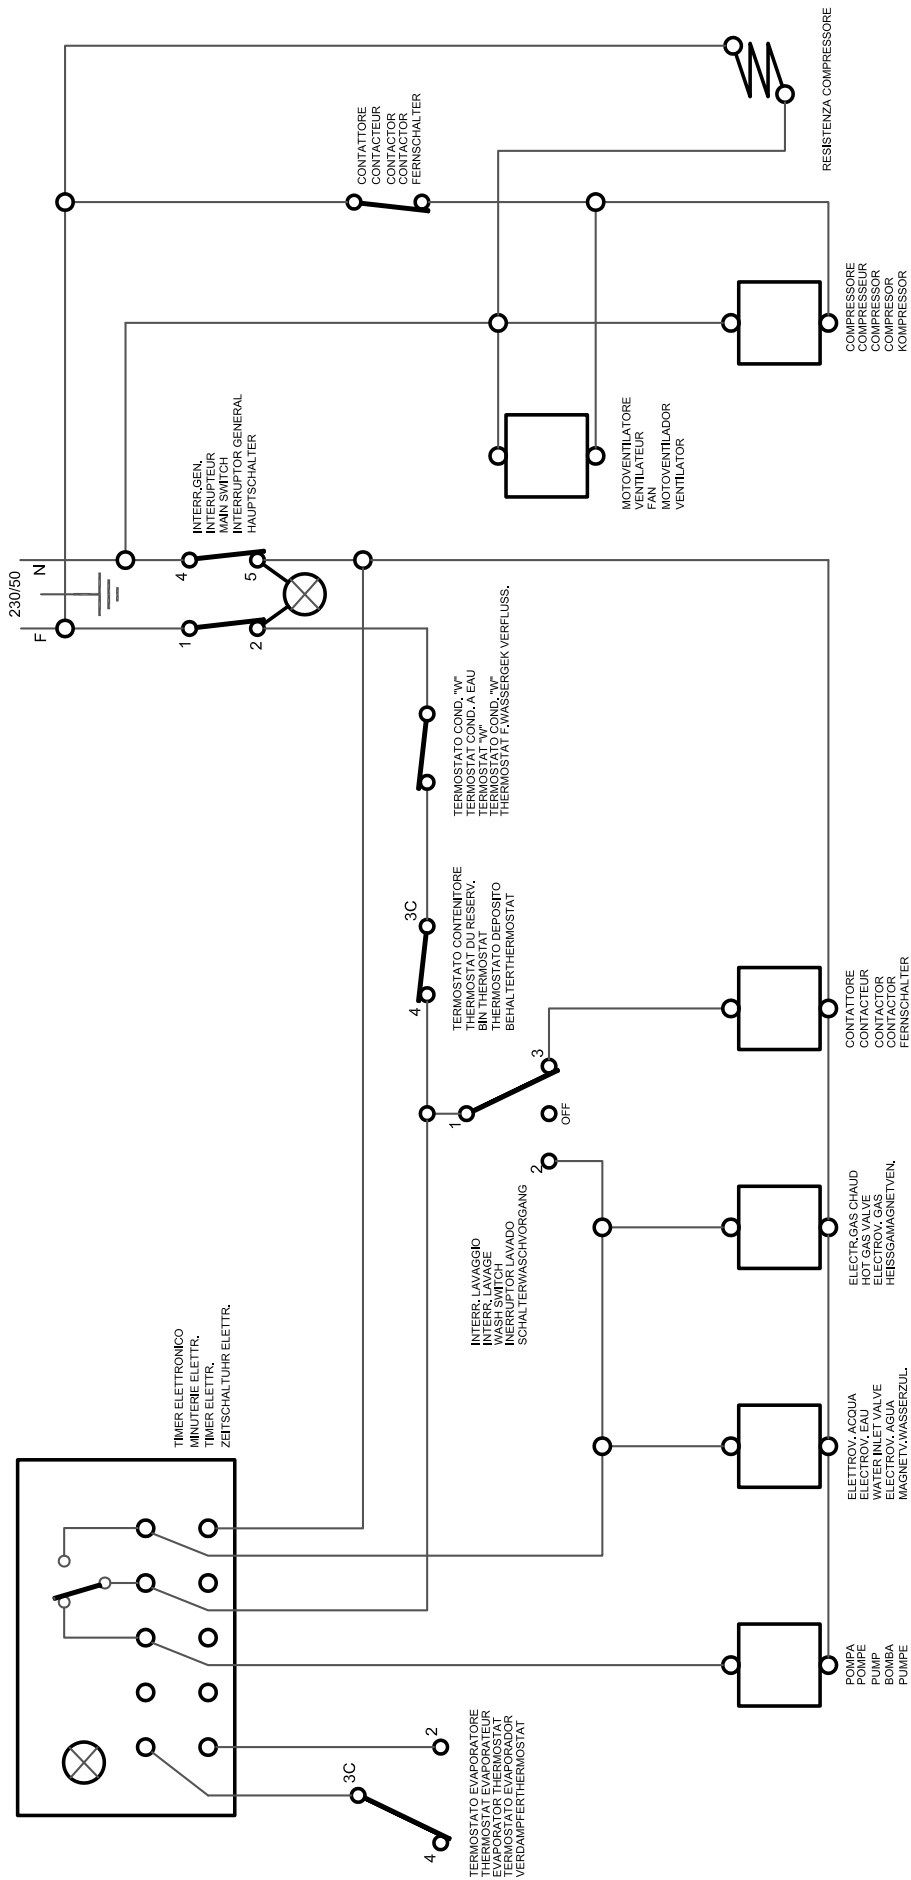 TIMER ELETTRONICO
MINUTERIE ELETTR.
TIMER ELETTR.
ZEITSCHALTUHR ELETTR.
230/50
F
N
1
2
4
5
INTERR.GEN.
INTERUPTEUR
MAIN SWITCH
INTERRUPTOR GENERAL
HAUPTSCHALTER
CONTATTORE
CONTACTEUR
CONTACTOR
CONTACTOR
FERNSCHALTER
3C
4
2
TERMOSTATO EVAPORATORE
THERMOSTAT EVAPORATEUR
EVAPORATOR THERMOSTAT
TERMOSTATO EVAPORADOR
VERDAMPFERTHERMOSTAT
4
3C
TERMOSTATO CONTENITORE
THERMOSTAT DU RESERV.
BIN THERMOSTAT
THERMOSTATO DEPOSITO
BEHALTERTHERMOSTAT
TERMOSTATO COND. "W"
TERMOSTAT COND. A EAU
TERMOSTAT "W"
TERMOSTATO COND. "W"
THERMOSTAT F.WASSERGEK VERFLUSS.
1
2
3
OFF
INTERR. LAVAGGIO
INTERR. LAVAGE
WASH SWITCH
INERRUPTOR LAVADO
SCHALTERWASCHVORGANG
MOTOVENTILATORE
VENTILATEUR
FAN
MOTOVENTILADOR
VENTILATOR
RESISTENZA COMPRESSORE
POMPA
POMPE
PUMP
BOMBA
PUMPE
ELETTROV. ACQUA
ELECTROV. EAU
WATER INLET VALVE
ELECTROV. AGUA
MAGNETV.WASSERZUL.
ELECTR.GAS CHAUD
HOT GAS VALVE
ELECTROV. GAS
HEISSGAMAGNETVEN.
CONTATTORE
CONTACTEUR
CONTACTOR
CONTACTOR
FERNSCHALTER
COMPRESSORE
COMPRESSEUR
COMPRESSOR
COMPRESOR
KOMPRESSOR